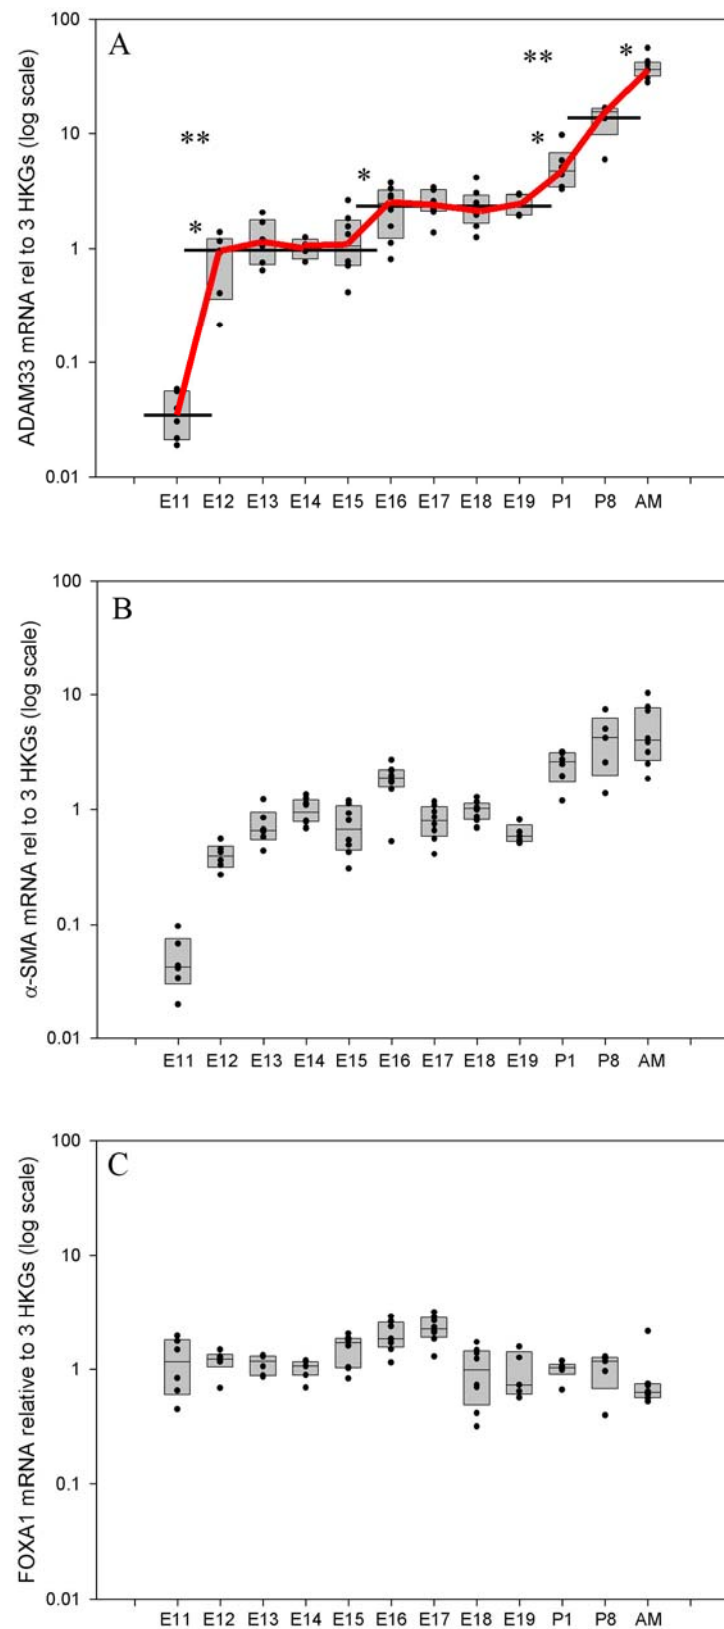 A
ADAM33 mRNA rel to 3 HKGs (log scale)
100
10
1
0.1
0.01
**
*
*
*
**
*
E11 E12 E13 E14 E15 E16 E17 E18 E19 P1 P8 AM
B
α-SMA mRNA rel to 3 HKGs (log scale)
100
10
1
0.1
0.01
E11 E12 E13 E14 E15 E16 E17 E18 E19 P1 P8 AM
C
FOXA1 mRNA relative to 3 HKGs (log scale)
100
10
1
0.1
0.01
E11 E12 E13 E14 E15 E16 E17 E18 E19 P1 P8 AM